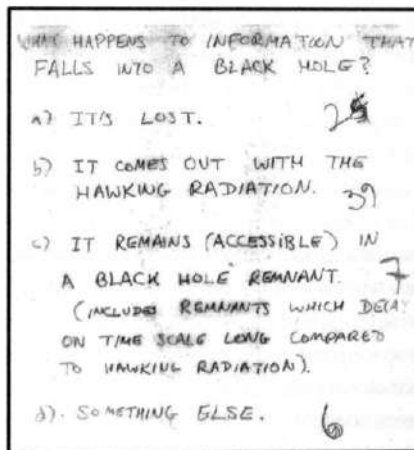 WHAT HAPPENS TO INFORMATION THAT
FALLS INTO A BLACK HOLE?
a) IT'S LOST. 25
b) IT COMES OUT WITH THE
HAWKING RADIATION. 39
c) IT REMAINS (ACCESSIBLE) IN
A BLACK HOLE REMNANT. 7
(INCLUDES REMNANTS WHICH DECAY
ON TIME SCALE LONG COMPARED
TO HAWKING RADIATION).
d). SOMETHING ELSE. 6